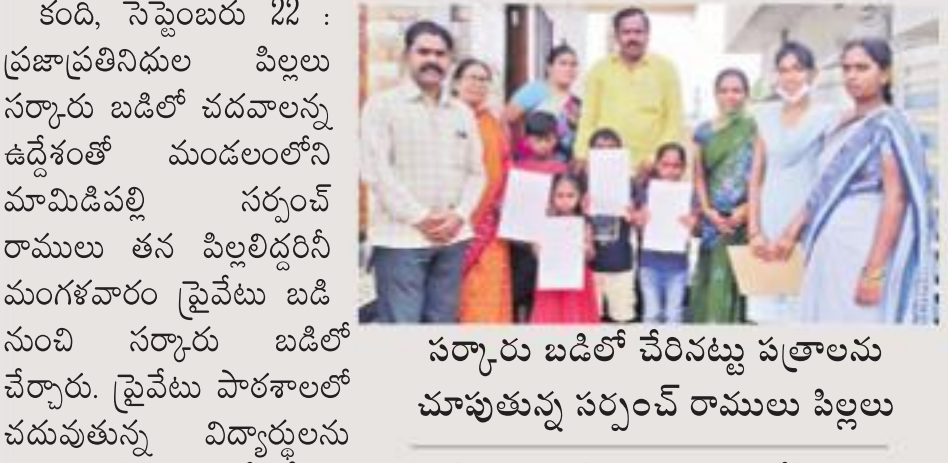 కంది, సెప్టెంబరు 22 :
ప్రజాప్రతినిధుల పిల్లలు
సర్కారు బడిలో చదవాలన్న
ఉద్దేశంతో మండలంలోని
మామిడిపల్లి సర్పంచ్
రాములు తన పిల్లలిద్దరినీ
మంగళవారం ప్రైవేటు బడి
నుంచి సర్కారు బడిలో
చేర్చారు. ప్రైవేటు పాఠశాలలో
చదువుతున్న విద్యార్థులను
సర్కారు బడిలో చేరినట్టు పత్రాలను
చూపుతున్న సర్పంచ్ రాములు పిల్లలు